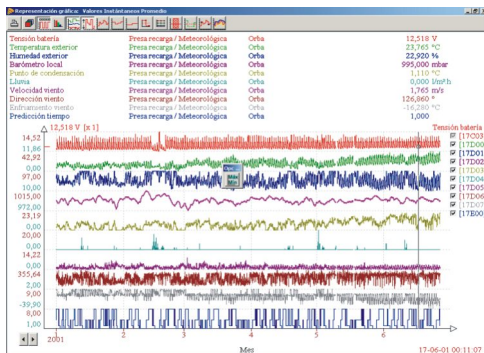 Representación gráfica: Valores Instantáneos Promedio
Tensión batería Presa recarga / Meteorológica Orba 12,518 V
Temperatura exterior Presa recarga / Meteorológica Orba 23,765 °C
Humedad exterior Presa recarga / Meteorológica Orba 22,920 %
Barómetro local Presa recarga / Meteorológica Orba 995,000 mbar
Punto de condensación Presa recarga / Meteorológica Orba 1,110 °C
Lluvia Presa recarga / Meteorológica Orba 0,000 l/m²h
Velocidad viento Presa recarga / Meteorológica Orba 1,765 m/s
Dirección viento Presa recarga / Meteorológica Orba 126,860 °
Enfriamiento viento Presa recarga / Meteorológica Orba -16,280 °C
Predicción tiempo Presa recarga / Meteorológica Orba 1,000
12,518 V [x 1] Tensión batería
14,52 [17C03
11,86 [17D00
42,92 [17D01
0,00 [17D02
97,00 [17D03
10,00 [17D04
1015,00 [17D05
972,00 [17D06
23,19 [17D07
0,00 [17E00
20,00
0,00
14,22
0,00
355,64
2,00
9,00
-39,90
8,00
1,00
Máx
Mín
2001 2 3 4 5 6
Mes
17-06-01 00:11:07